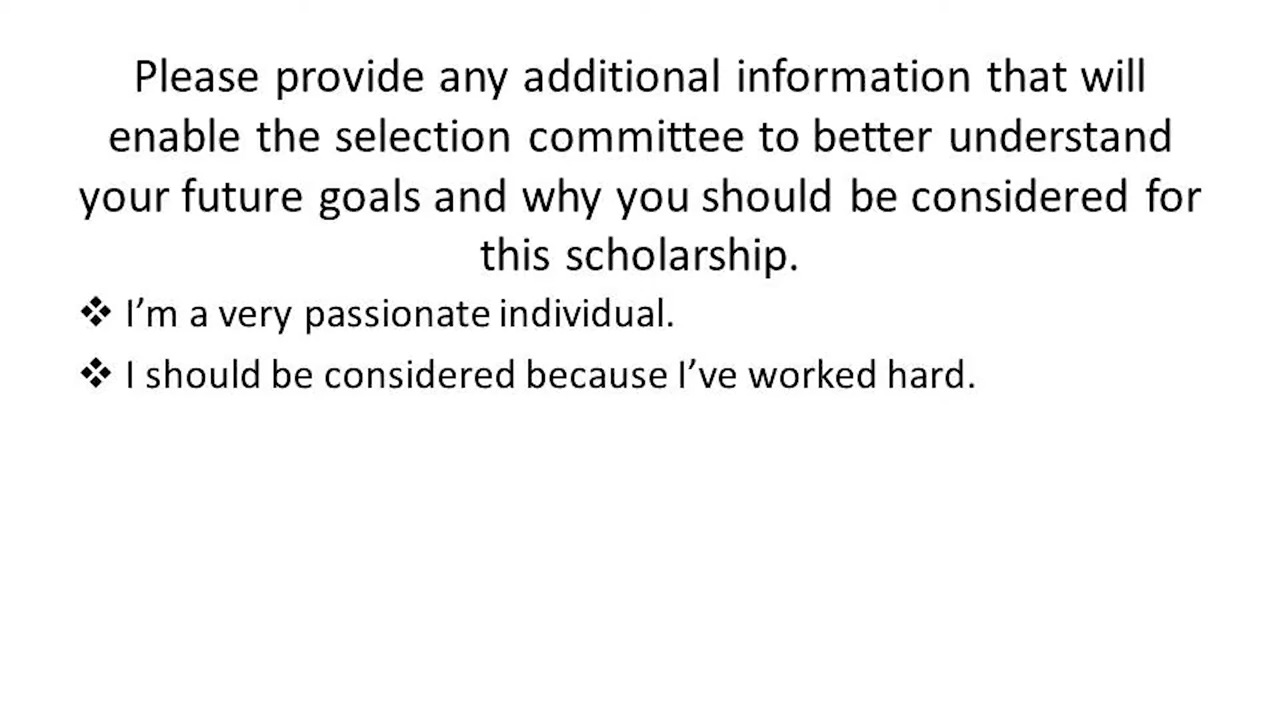 Please provide any additional information that will
enable the selection committee to better understand
your future goals and why you should be considered for
this scholarship.
❖ I’m a very passionate individual.
❖ I should be considered because I’ve worked hard.